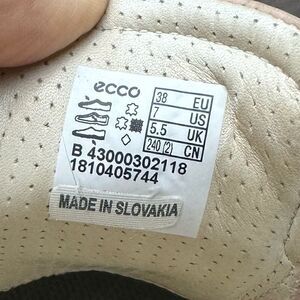 ecco
38 EU
7 US
5.5 UK
240 (2) CN
B 43000302118
1810405744
MADE IN SLOVAKIA